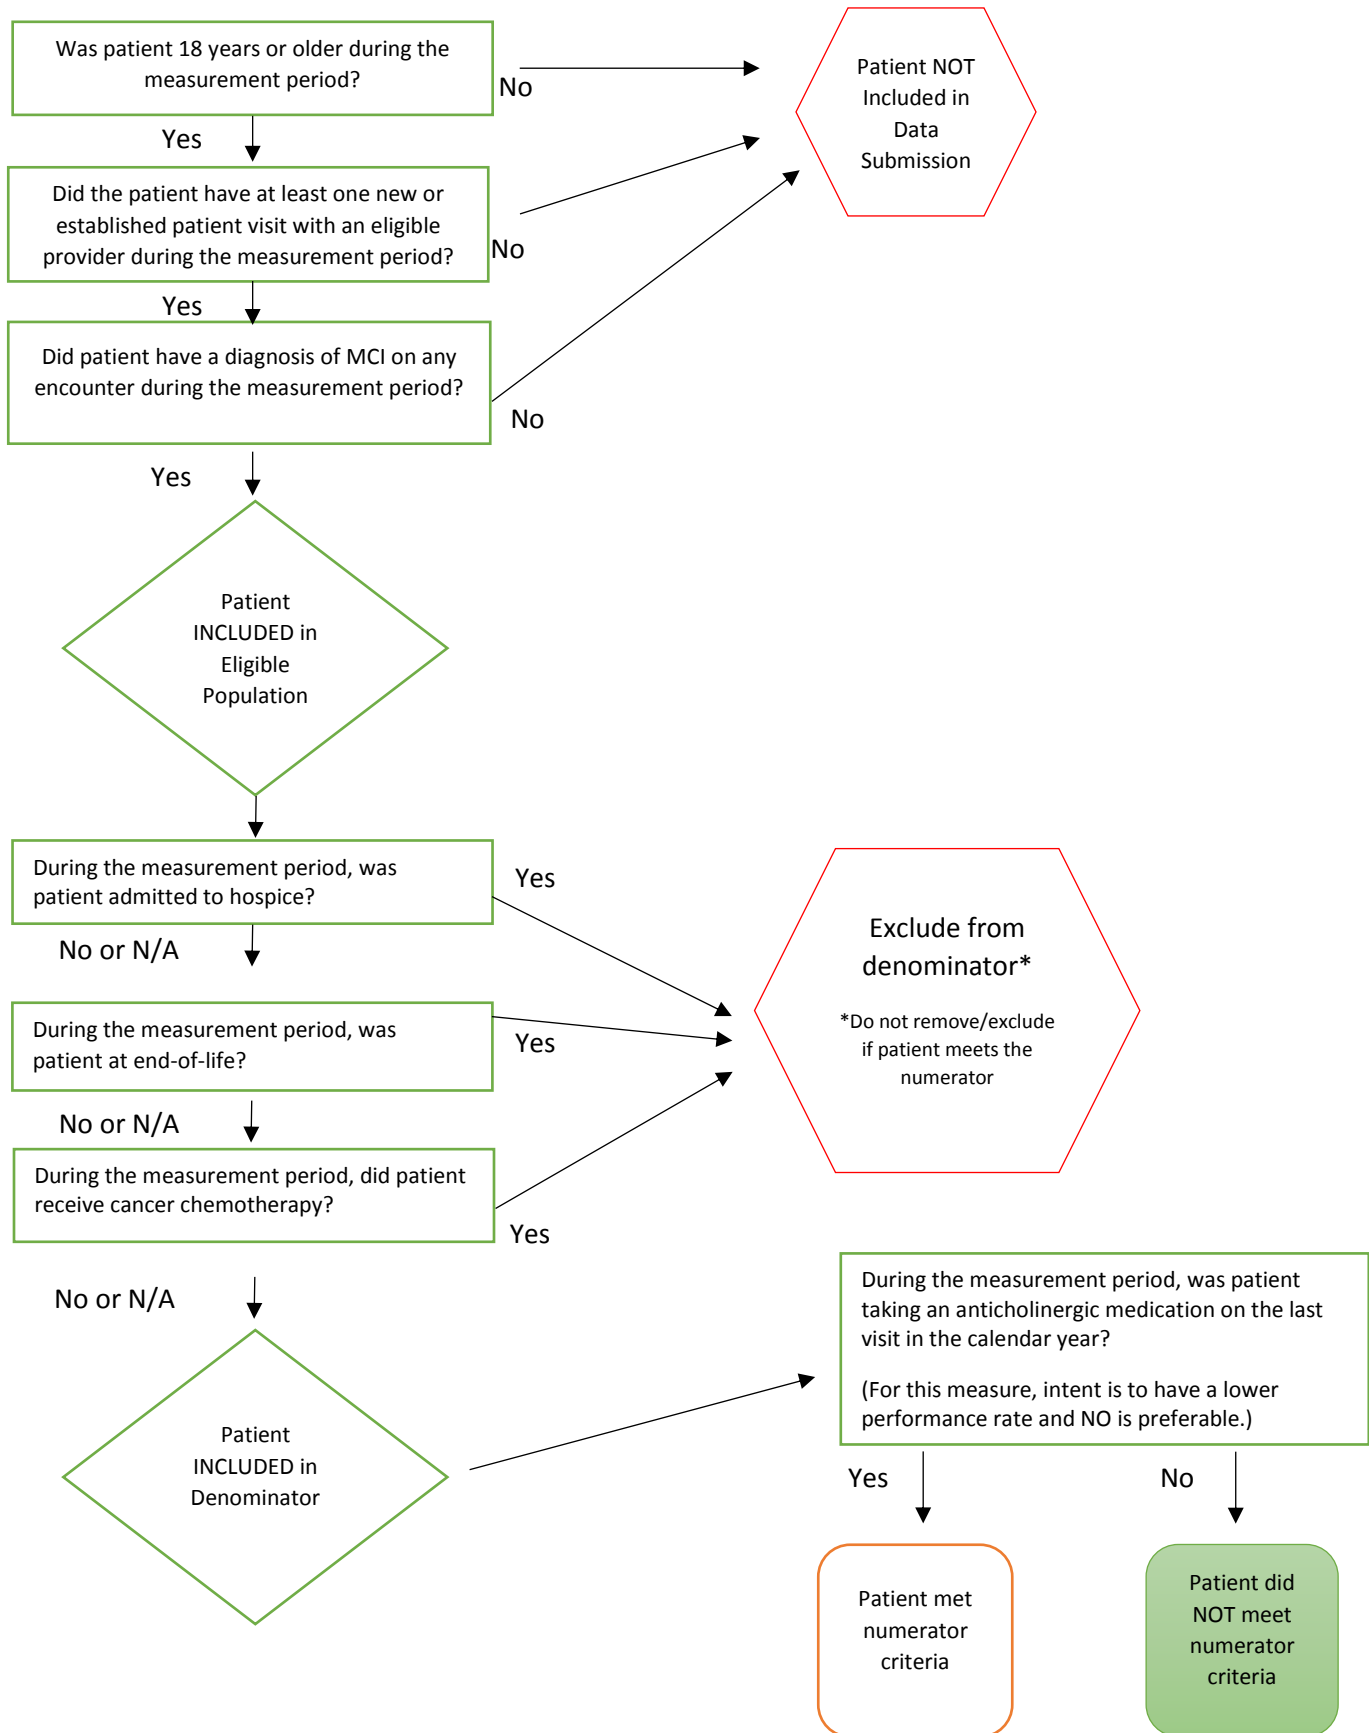 Was patient 18 years or older during the
measurement period?
No
Patient NOT
Included in
Data
Submission
Yes
Did the patient have at least one new or
established patient visit with an eligible
provider during the measurement period?
No
Yes
Did patient have a diagnosis of MCI on any
encounter during the measurement period?
No
Yes
Patient
INCLUDED in
Eligible
Population
During the measurement period, was
patient admitted to hospice?
Yes
No or N/A
Exclude from
denominator*
*Do not remove/exclude
if patient meets the
numerator
During the measurement period, was
patient at end-of-life?
Yes
No or N/A
During the measurement period, did patient
receive cancer chemotherapy?
Yes
No or N/A
Patient
INCLUDED in
Denominator
During the measurement period, was patient
taking an anticholinergic medication on the last
visit in the calendar year?
(For this measure, intent is to have a lower
performance rate and NO is preferable.)
Yes
No
Patient met
numerator
criteria
Patient did
NOT meet
numerator
criteria